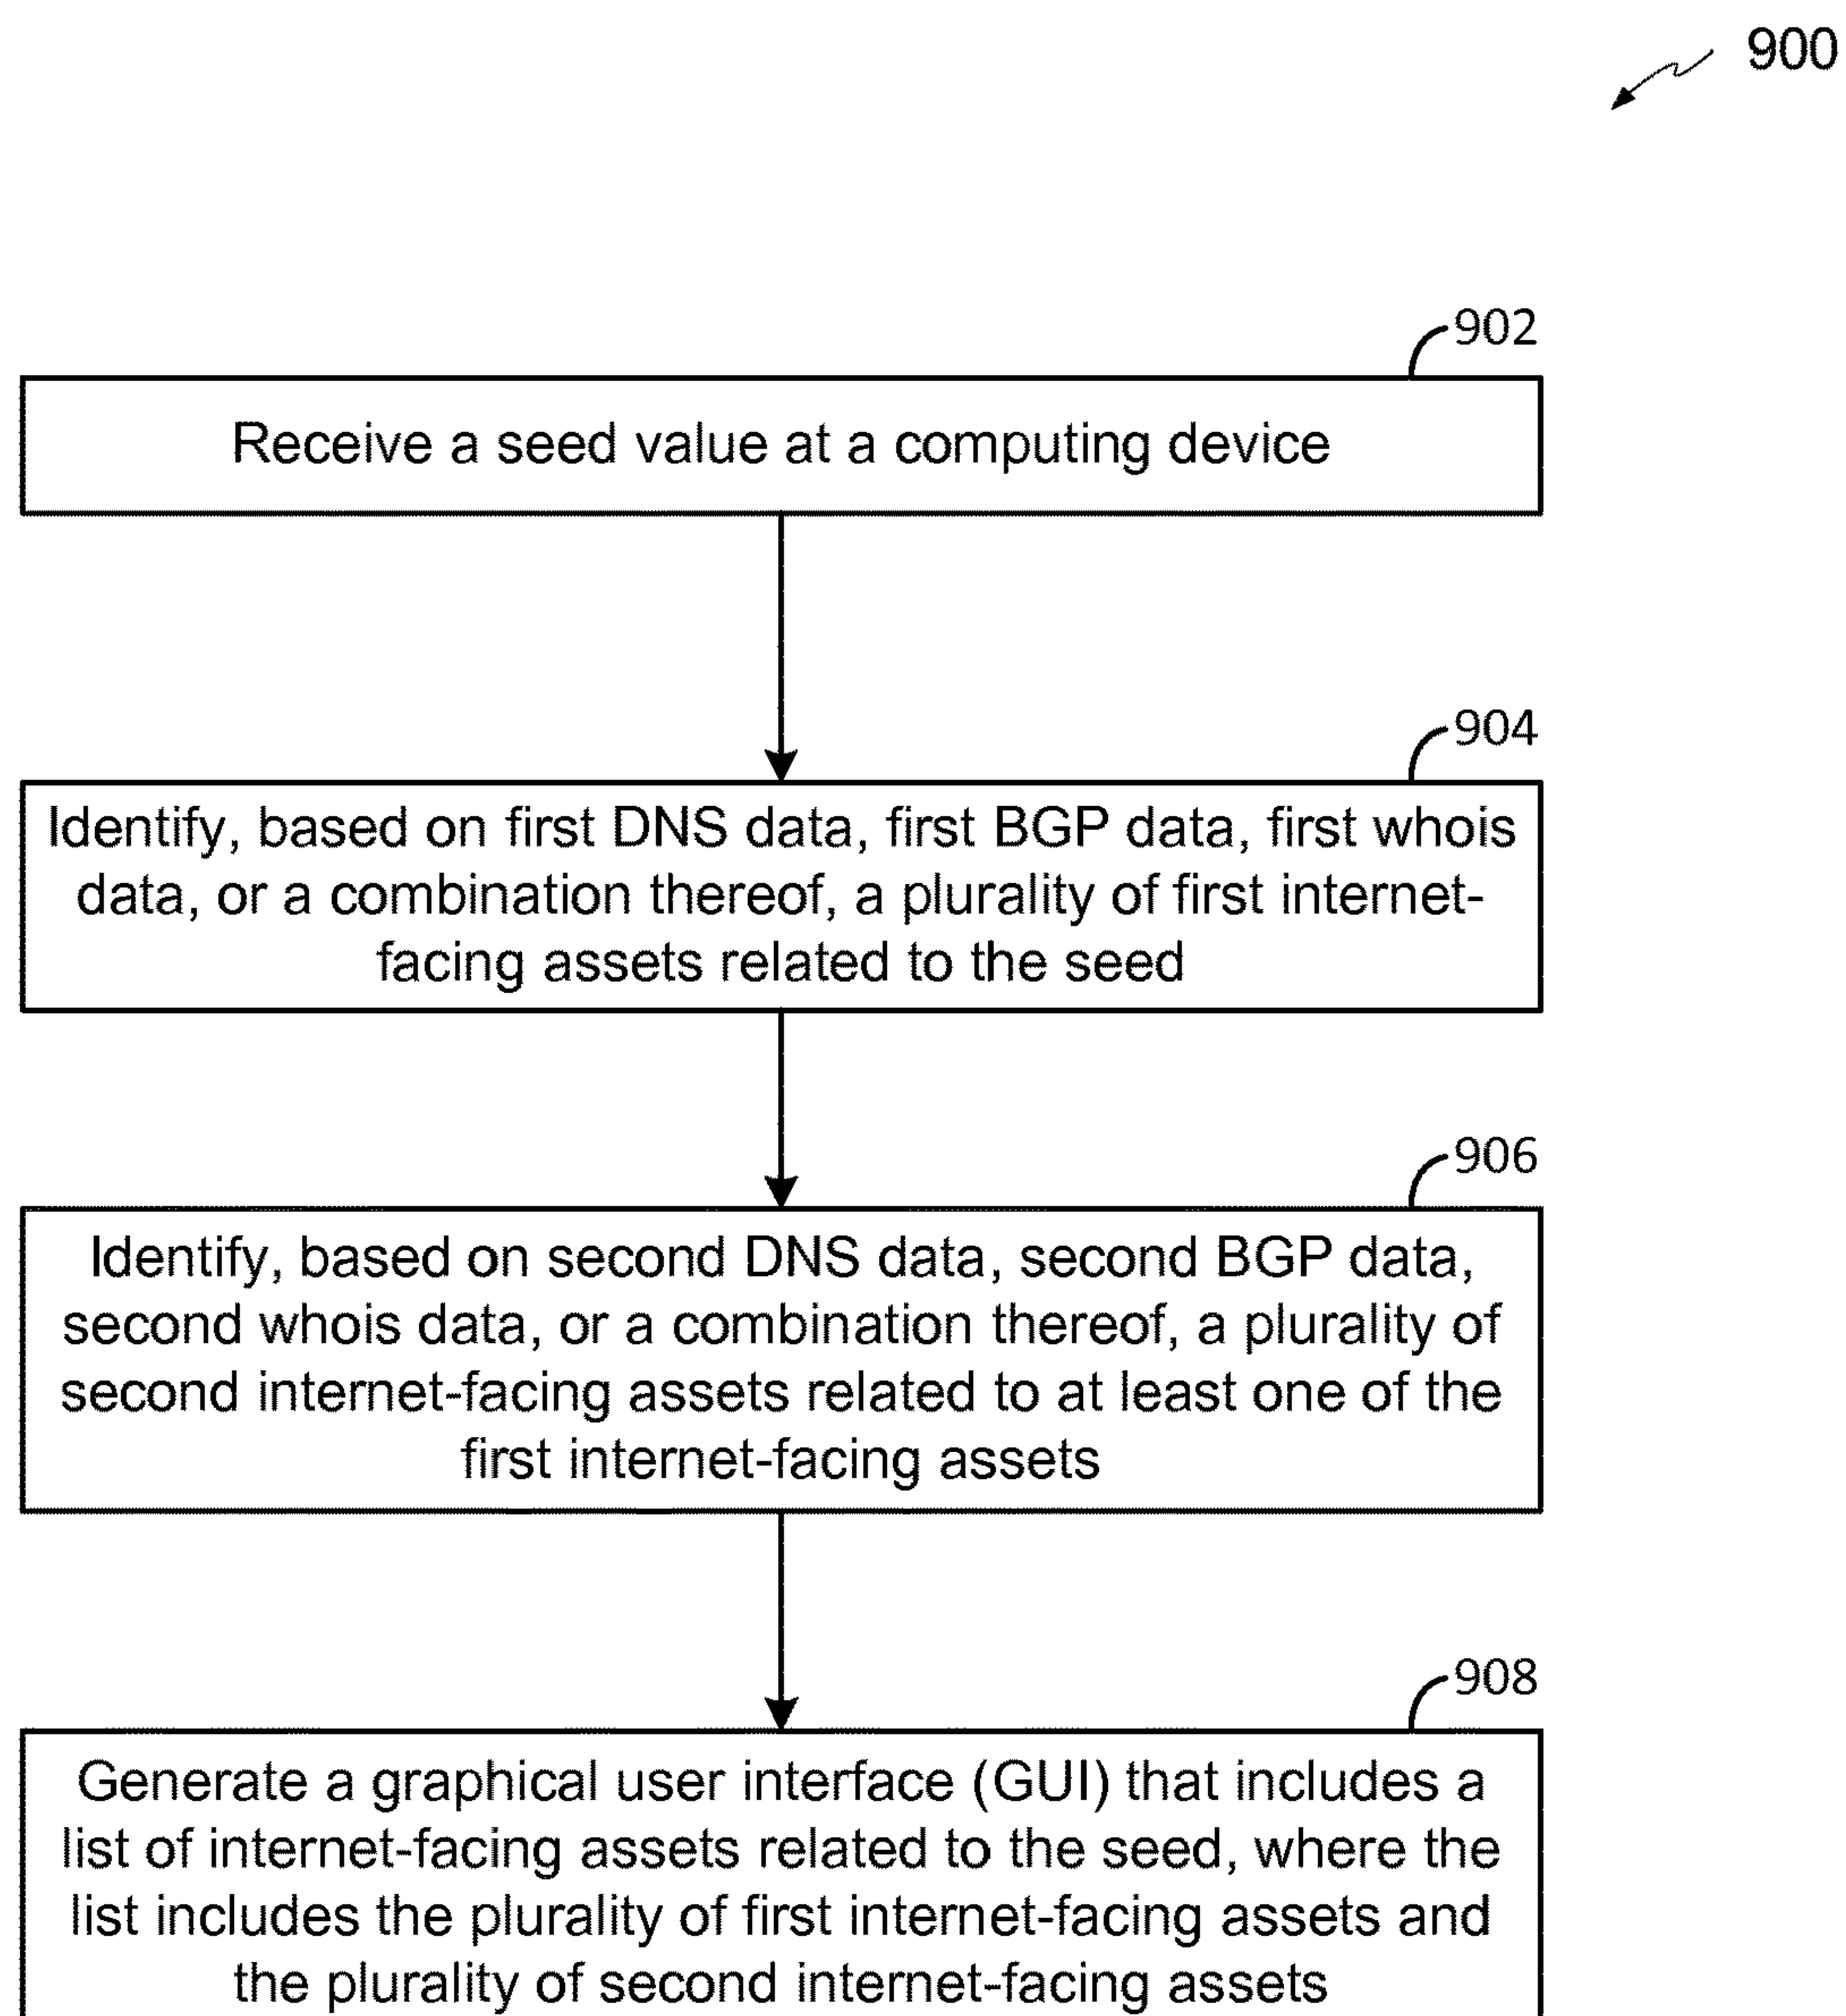 900
902
Receive a seed value at a computing device
904
Identify, based on first DNS data, first BGP data, first whois
data, or a combination thereof, a plurality of first internet-
facing assets related to the seed
906
Identify, based on second DNS data, second BGP data,
second whois data, or a combination thereof, a plurality of
second internet-facing assets related to at least one of the
first internet-facing assets
908
Generate a graphical user interface (GUI) that includes a
list of internet-facing assets related to the seed, where the
list includes the plurality of first internet-facing assets and
the plurality of second internet-facing assets